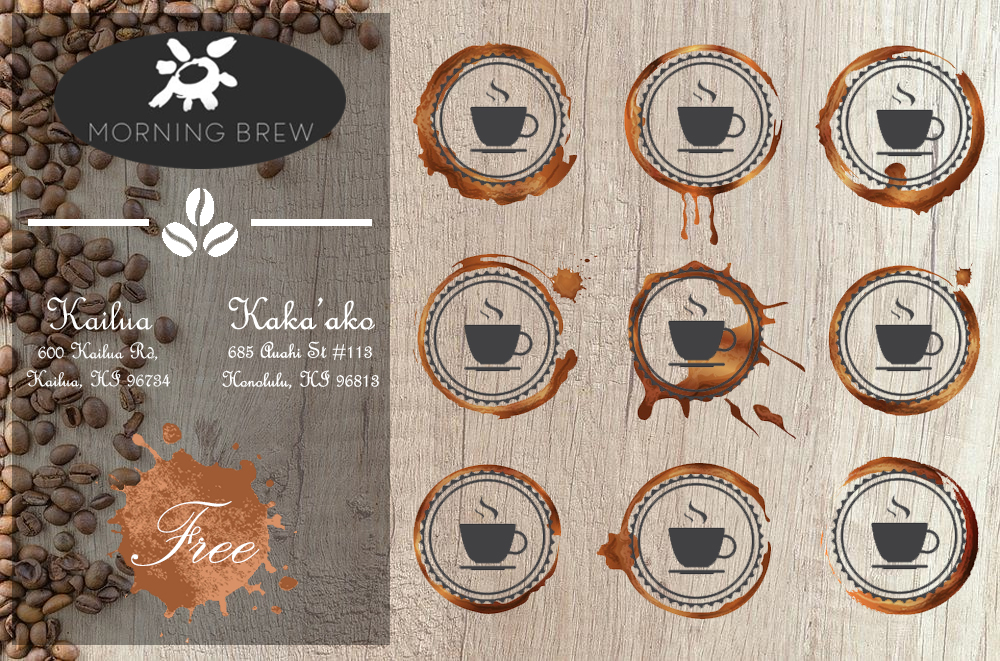 MORNING BREW
Kailua
600 Kailua Rd,
Kailua, HI 96734
Kaka'ako
685 Auahi St #113
Honolulu, HI 96813
Free